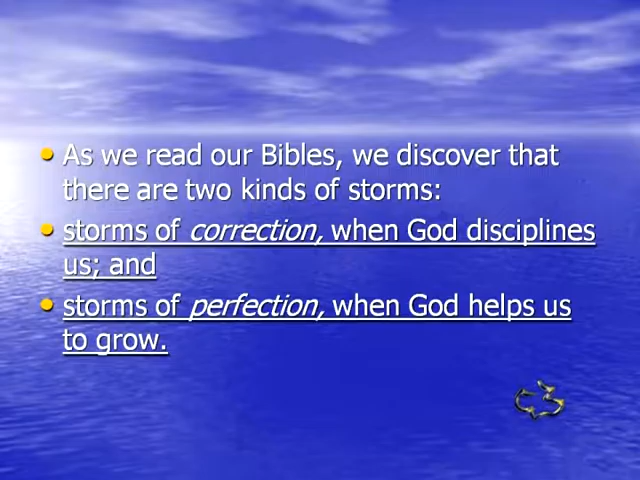 • As we read our Bibles, we discover that
there are two kinds of storms:
• storms of correction, when God disciplines
us; and
• storms of perfection, when God helps us
to grow.